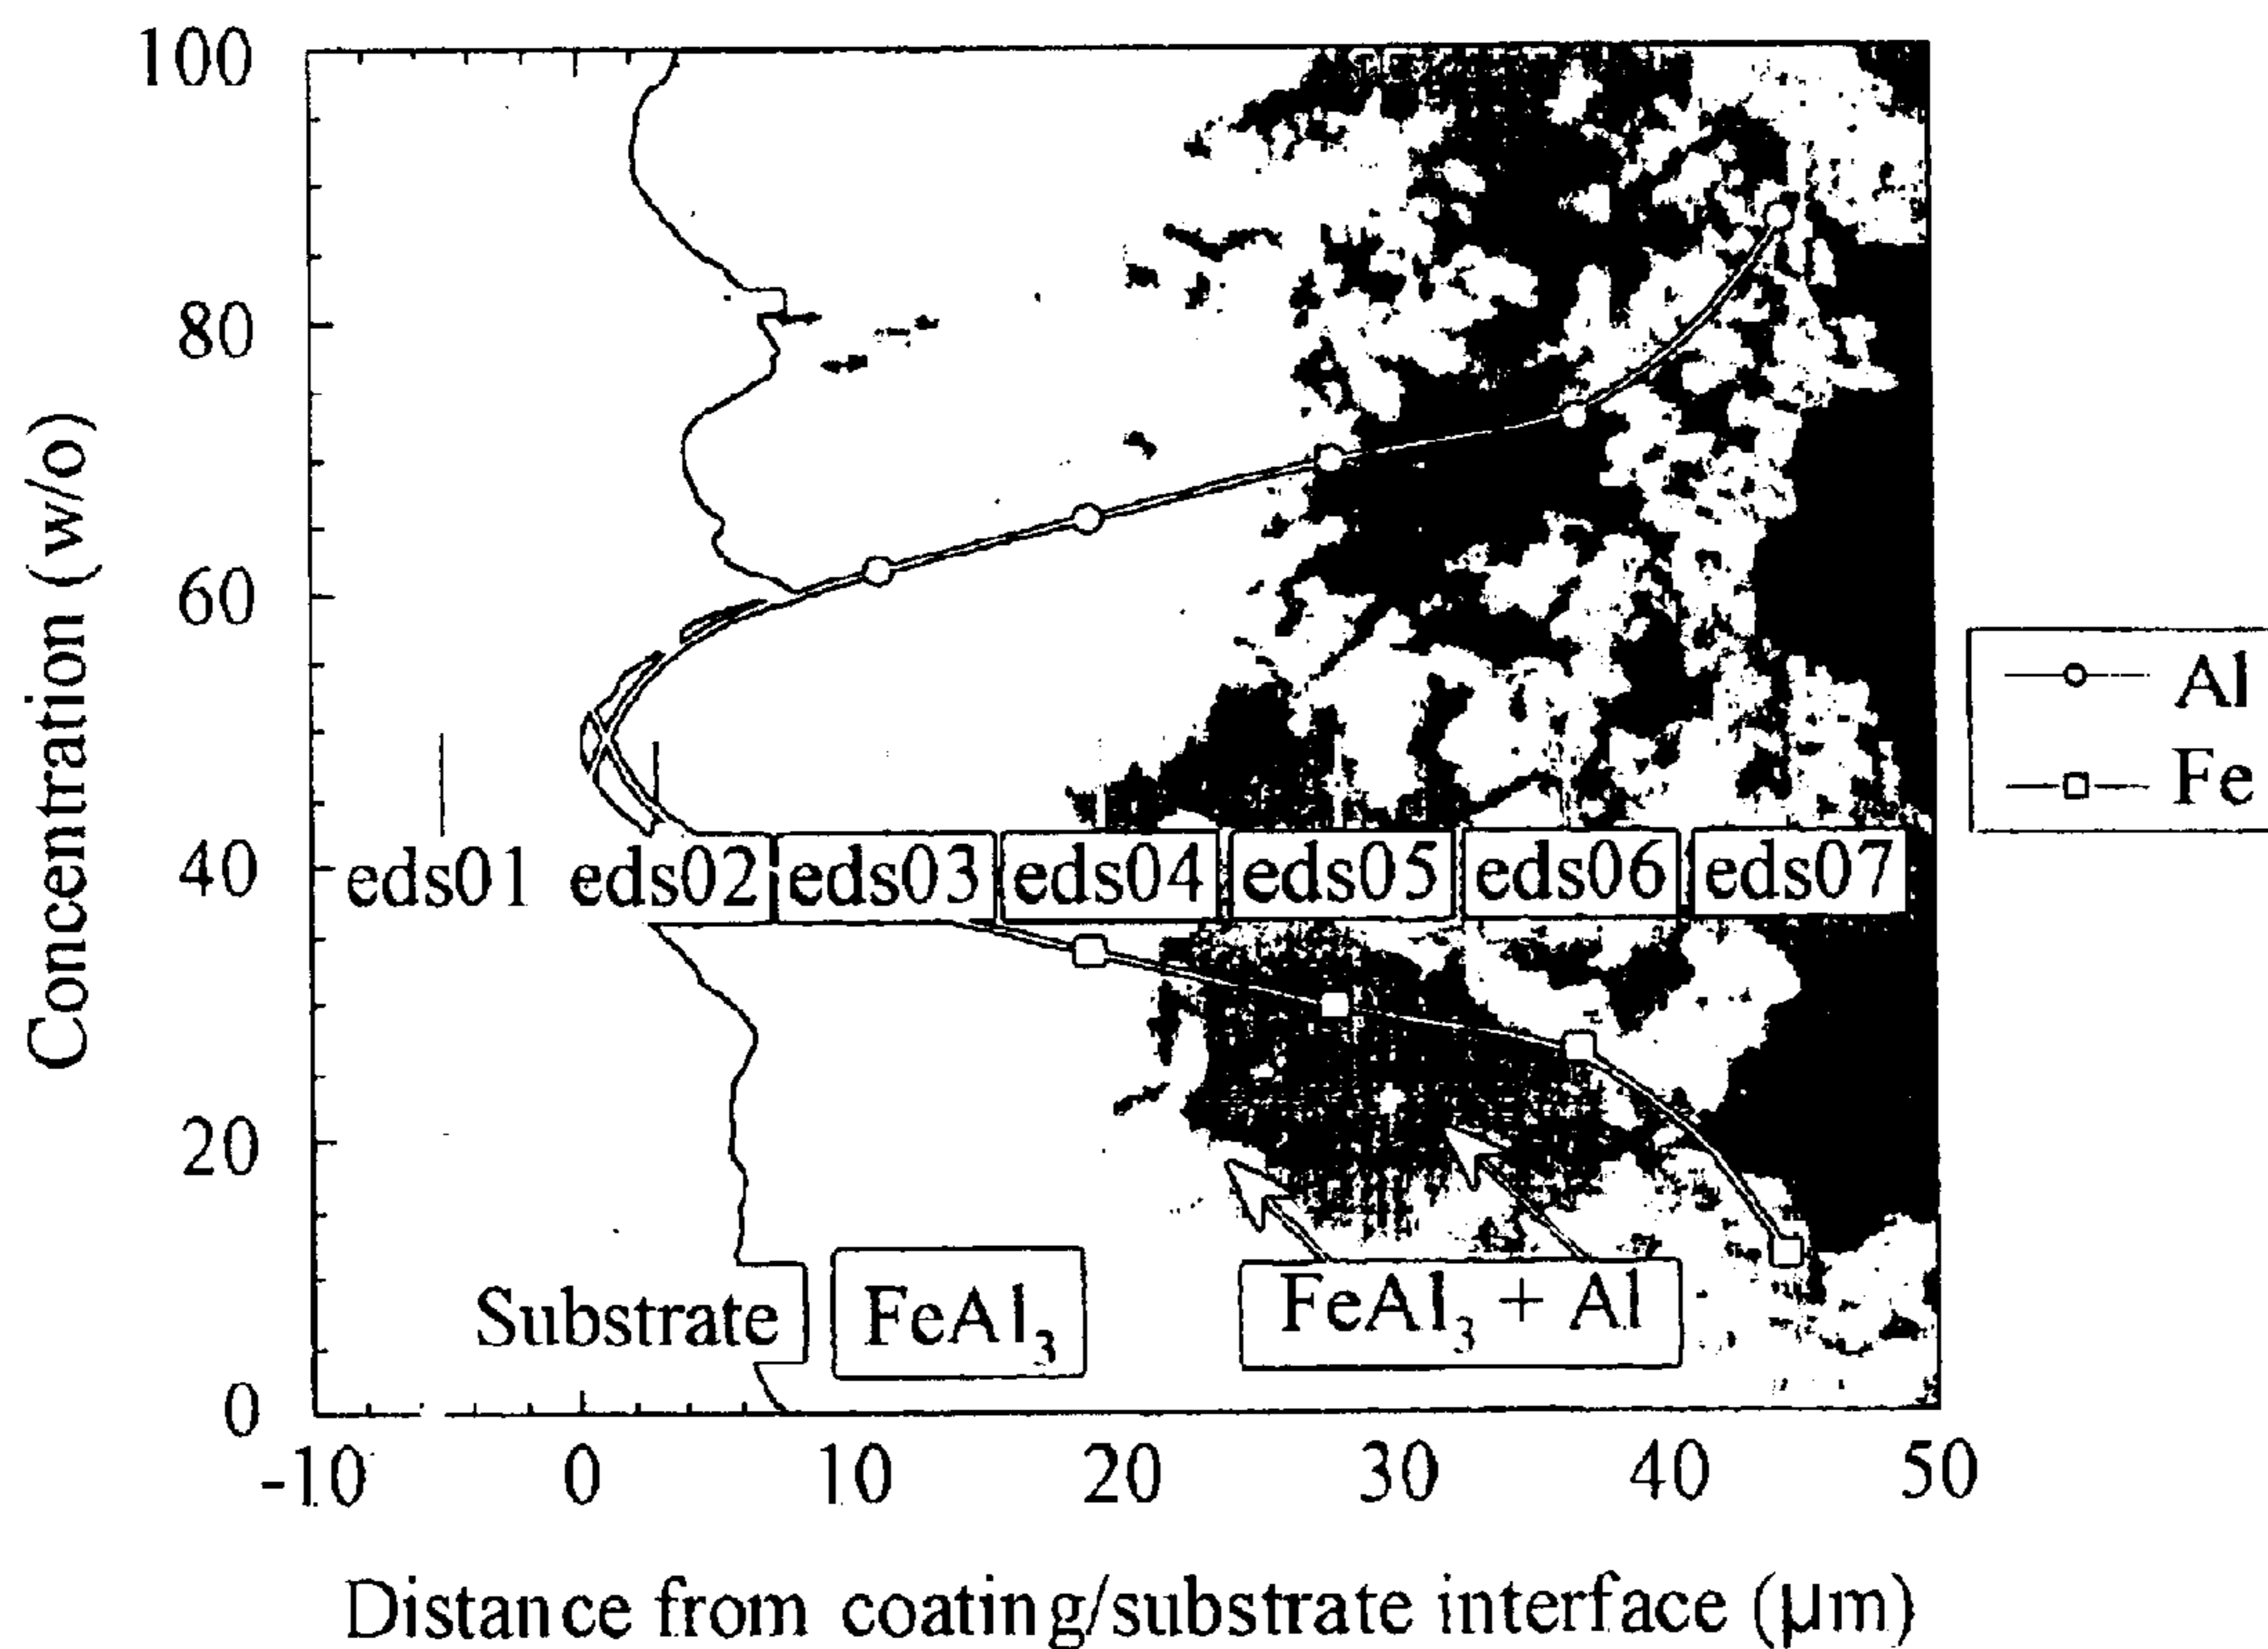 100
80
60
40
20
0
Concentration (w/o)
eds01 eds02 eds03 eds04 eds05 eds06 eds07
Substrate FeAl₃ FeAl₃ + Al
-10 0 10 20 30 40 50
Distance from coating/substrate interface (μm)
Al
Fe